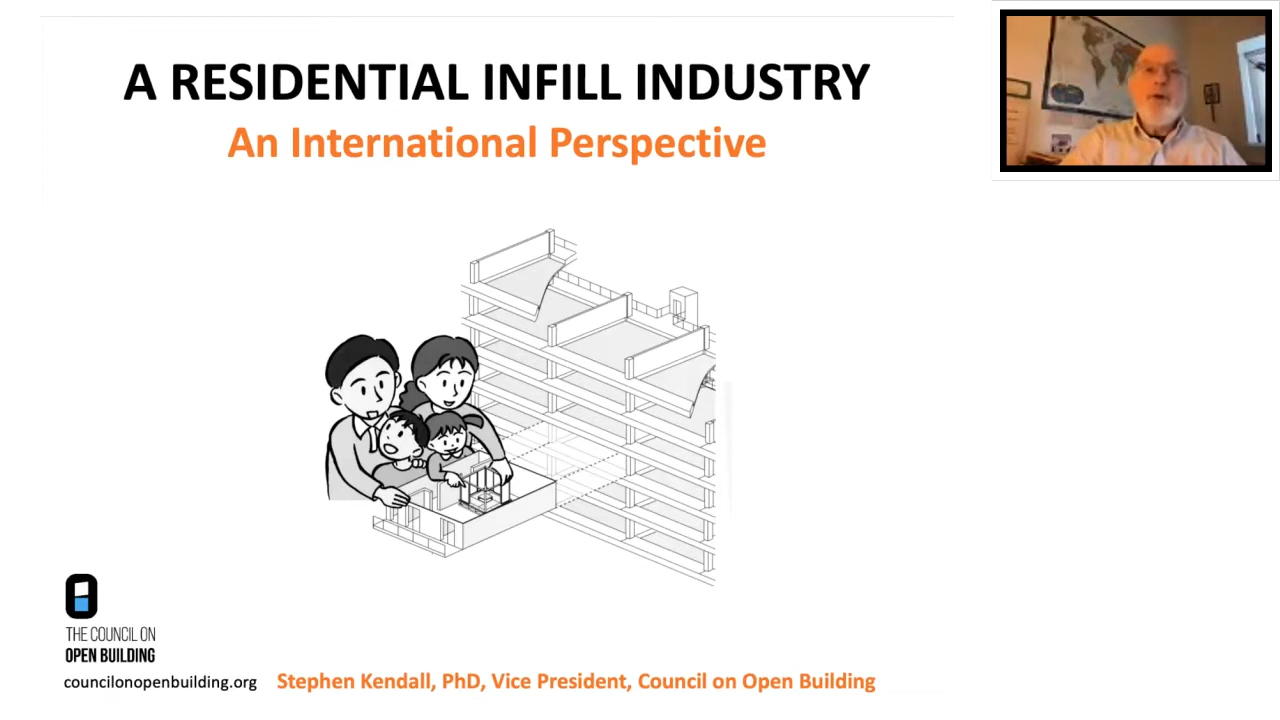 A RESIDENTIAL INFILL INDUSTRY
An International Perspective
THE COUNCIL ON
OPEN BUILDING
councilonopenbuilding.org
Stephen Kendall, PhD, Vice President, Council on Open Building